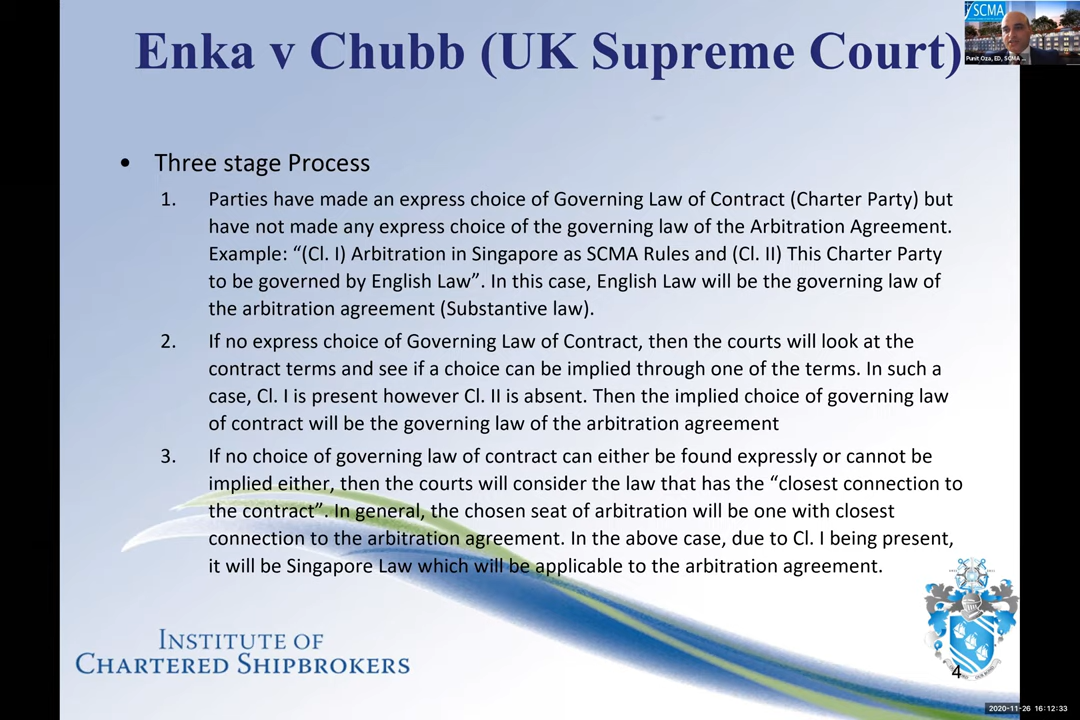 Enka v Chubb (UK Supreme Court)
SCMA
Punit Oza, ED, SCMA ...
• Three stage Process
1. Parties have made an express choice of Governing Law of Contract (Charter Party) but
have not made any express choice of the governing law of the Arbitration Agreement.
Example: “(Cl. I) Arbitration in Singapore as SCMA Rules and (Cl. II) This Charter Party
to be governed by English Law”. In this case, English Law will be the governing law of
the arbitration agreement (Substantive law).
2. If no express choice of Governing Law of Contract, then the courts will look at the
contract terms and see if a choice can be implied through one of the terms. In such a
case, Cl. I is present however Cl. II is absent. Then the implied choice of governing law
of contract will be the governing law of the arbitration agreement
3. If no choice of governing law of contract can either be found expressly or cannot be
implied either, then the courts will consider the law that has the “closest connection to
the contract”. In general, the chosen seat of arbitration will be one with closest
connection to the arbitration agreement. In the above case, due to Cl. I being present,
it will be Singapore Law which will be applicable to the arbitration agreement.
INSTITUTE OF
CHARTERED SHIPBROKERS
4
2020-11-26 16:12:33